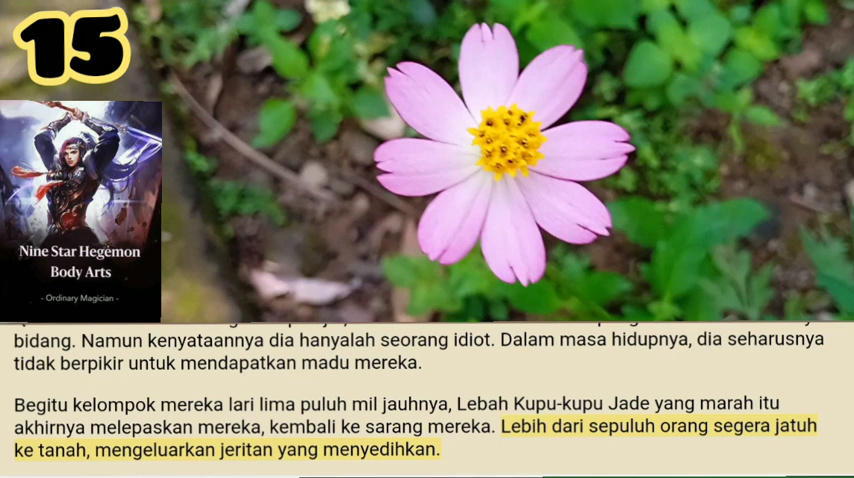 15
Nine Star Hegemon
Body Arts
- Ordinary Magician -
bidang. Namun kenyataannya dia hanyalah seorang idiot. Dalam masa hidupnya, dia seharusnya
tidak berpikir untuk mendapatkan madu mereka.
Begitu kelompok mereka lari lima puluh mil jauhnya, Lebah Kupu-kupu Jade yang marah itu
akhirnya melepaskan mereka, kembali ke sarang mereka. Lebih dari sepuluh orang segera jatuh
ke tanah, mengeluarkan jeritan yang menyedihkan.